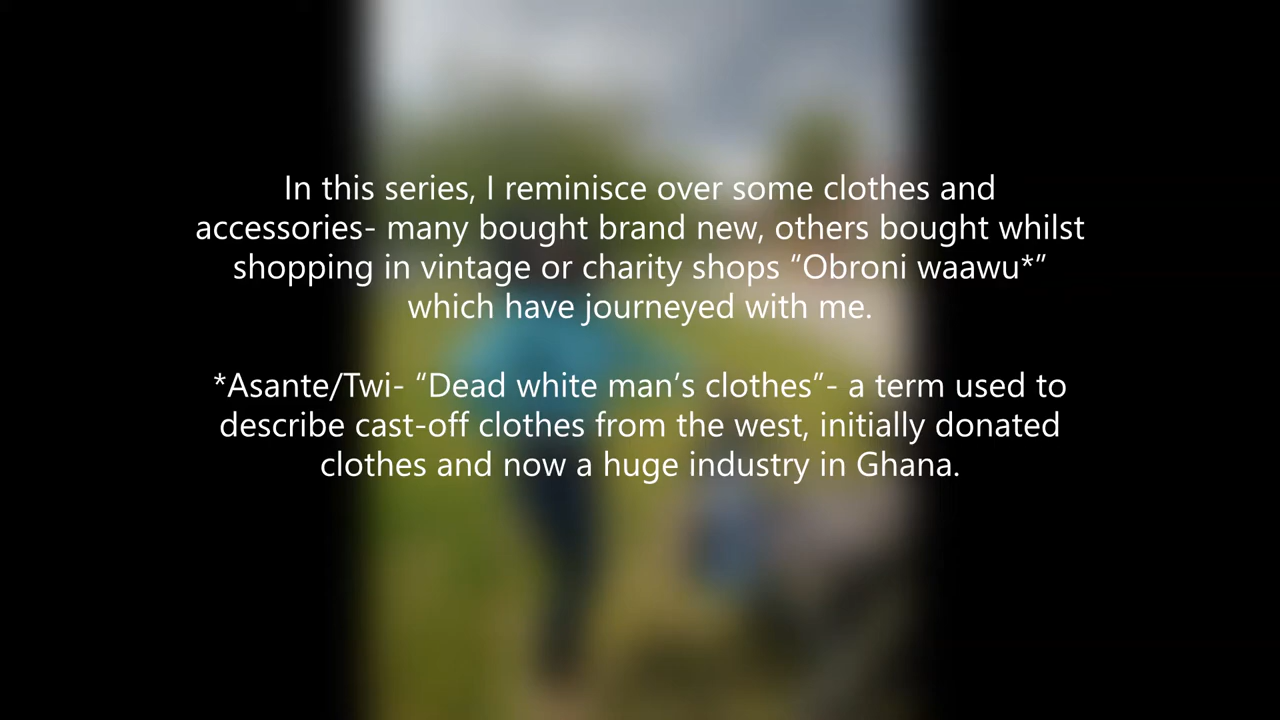 In this series, I reminisce over some clothes and
accessories- many bought brand new, others bought whilst
shopping in vintage or charity shops “Obroni waawu*”
which have journeyed with me.
*Asante/Twi- “Dead white man’s clothes”- a term used to
describe cast-off clothes from the west, initially donated
clothes and now a huge industry in Ghana.